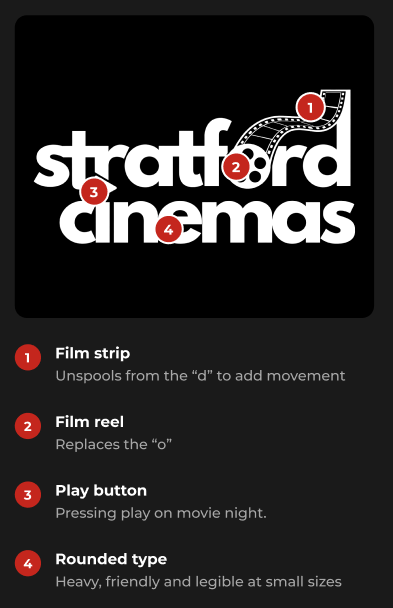 1
stratford
2
3
cinemas
4
1 Film strip
Unspools from the “d” to add movement
2 Film reel
Replaces the “o”
3 Play button
Pressing play on movie night.
4 Rounded type
Heavy, friendly and legible at small sizes